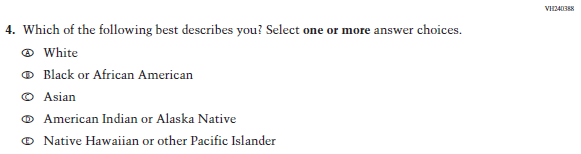 VH240388
4. Which of the following best describes you? Select one or more answer choices.
A White
B Black or African American
C Asian
D American Indian or Alaska Native
E Native Hawaiian or other Pacific Islander